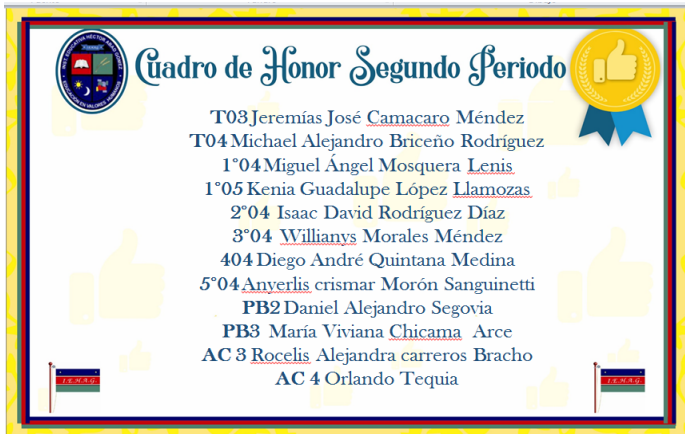 Cuadro de Honor Segundo Periodo
T03 Jeremías José Camacaro Méndez
T04 Michael Alejandro Briceño Rodríguez
1°04 Miguel Ángel Mosquera Lenis
1°05 Kenia Guadalupe López Llamozas
2°04 Isaac David Rodríguez Díaz
3°04 Willianys Morales Méndez
404 Diego André Quintana Medina
5°04 Anyerlis crismar Morón Sanguinetti
PB2 Daniel Alejandro Segovia
PB3 María Viviana Chicama Arce
AC 3 Rocelis Alejandra carreros Bracho
AC 4 Orlando Tequia
I.E.H.A.G.
I.E.H.A.G.